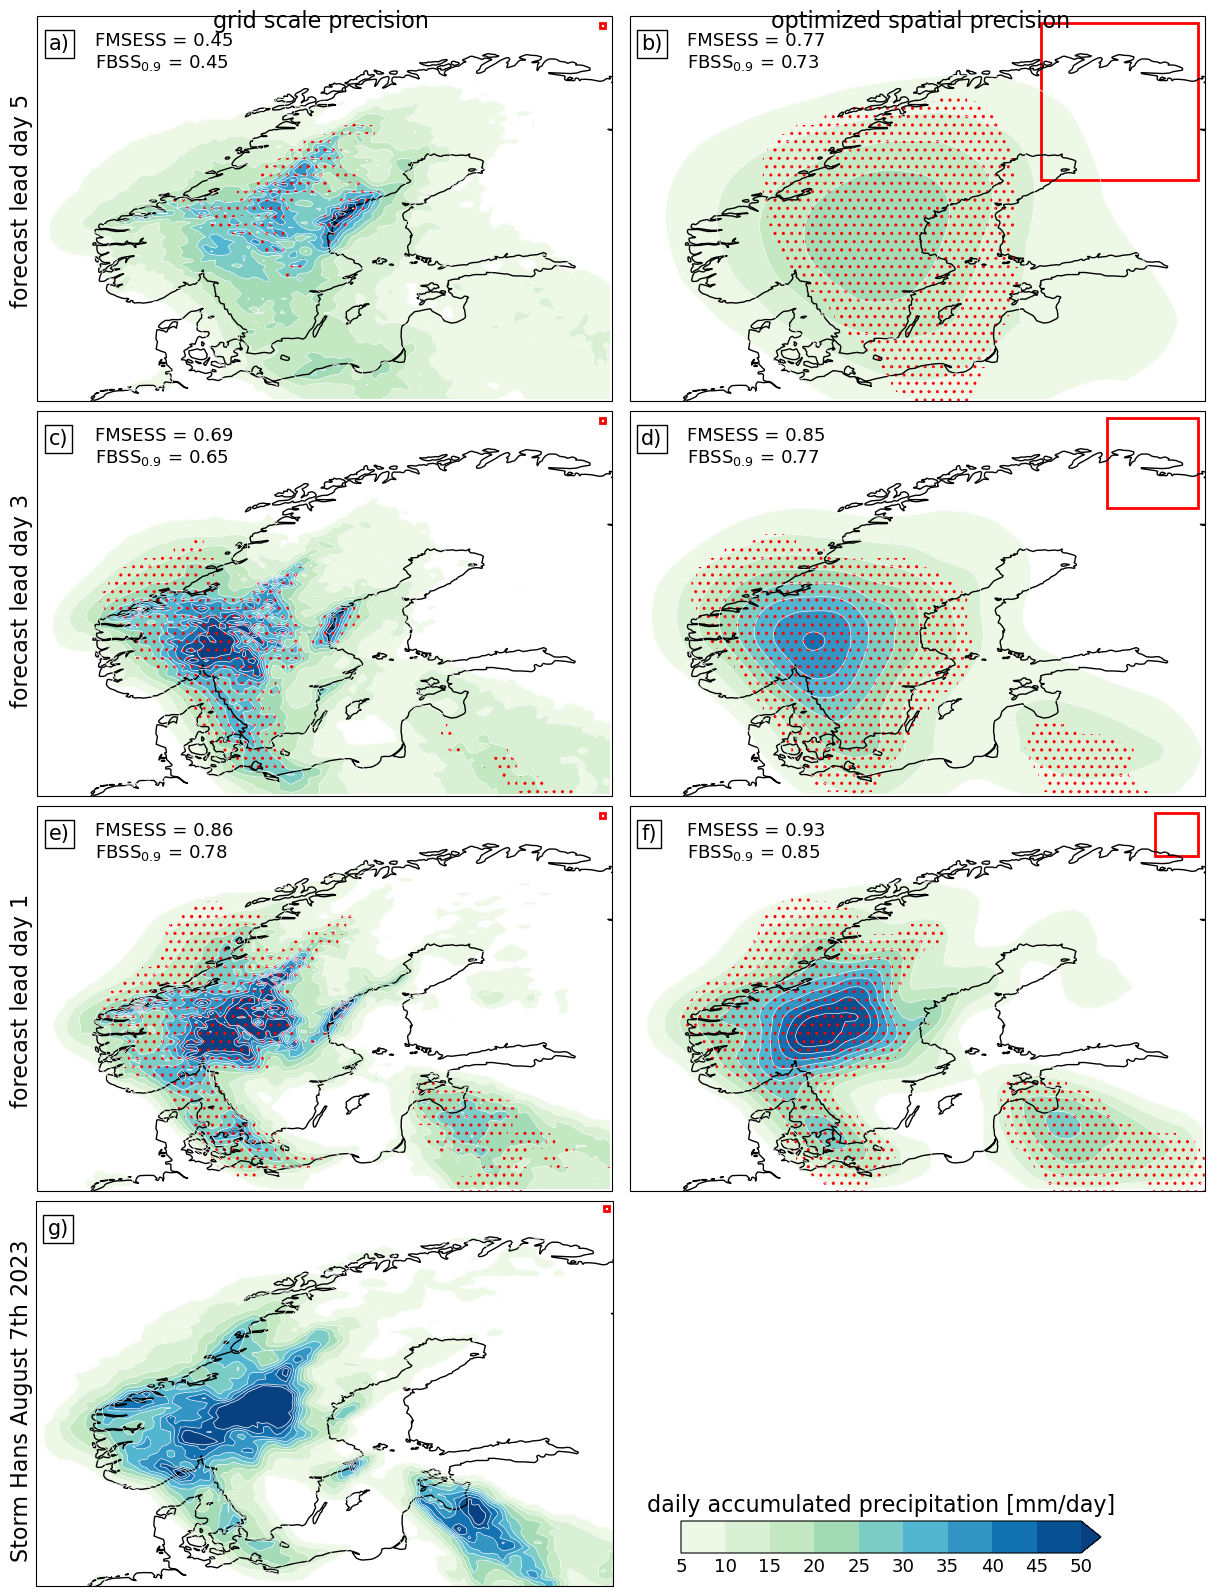 grid scale precision
optimized spatial precision
forecast lead day 5
a)
FMSESS = 0.45
FBSS0.9 = 0.45
b)
FMSESS = 0.77
FBSS0.9 = 0.73
forecast lead day 3
c)
FMSESS = 0.69
FBSS0.9 = 0.65
d)
FMSESS = 0.85
FBSS0.9 = 0.77
forecast lead day 1
e)
FMSESS = 0.86
FBSS0.9 = 0.78
f)
FMSESS = 0.93
FBSS0.9 = 0.85
Storm Hans August 7th 2023
g)
daily accumulated precipitation [mm/day]
5 10 15 20 25 30 35 40 45 50